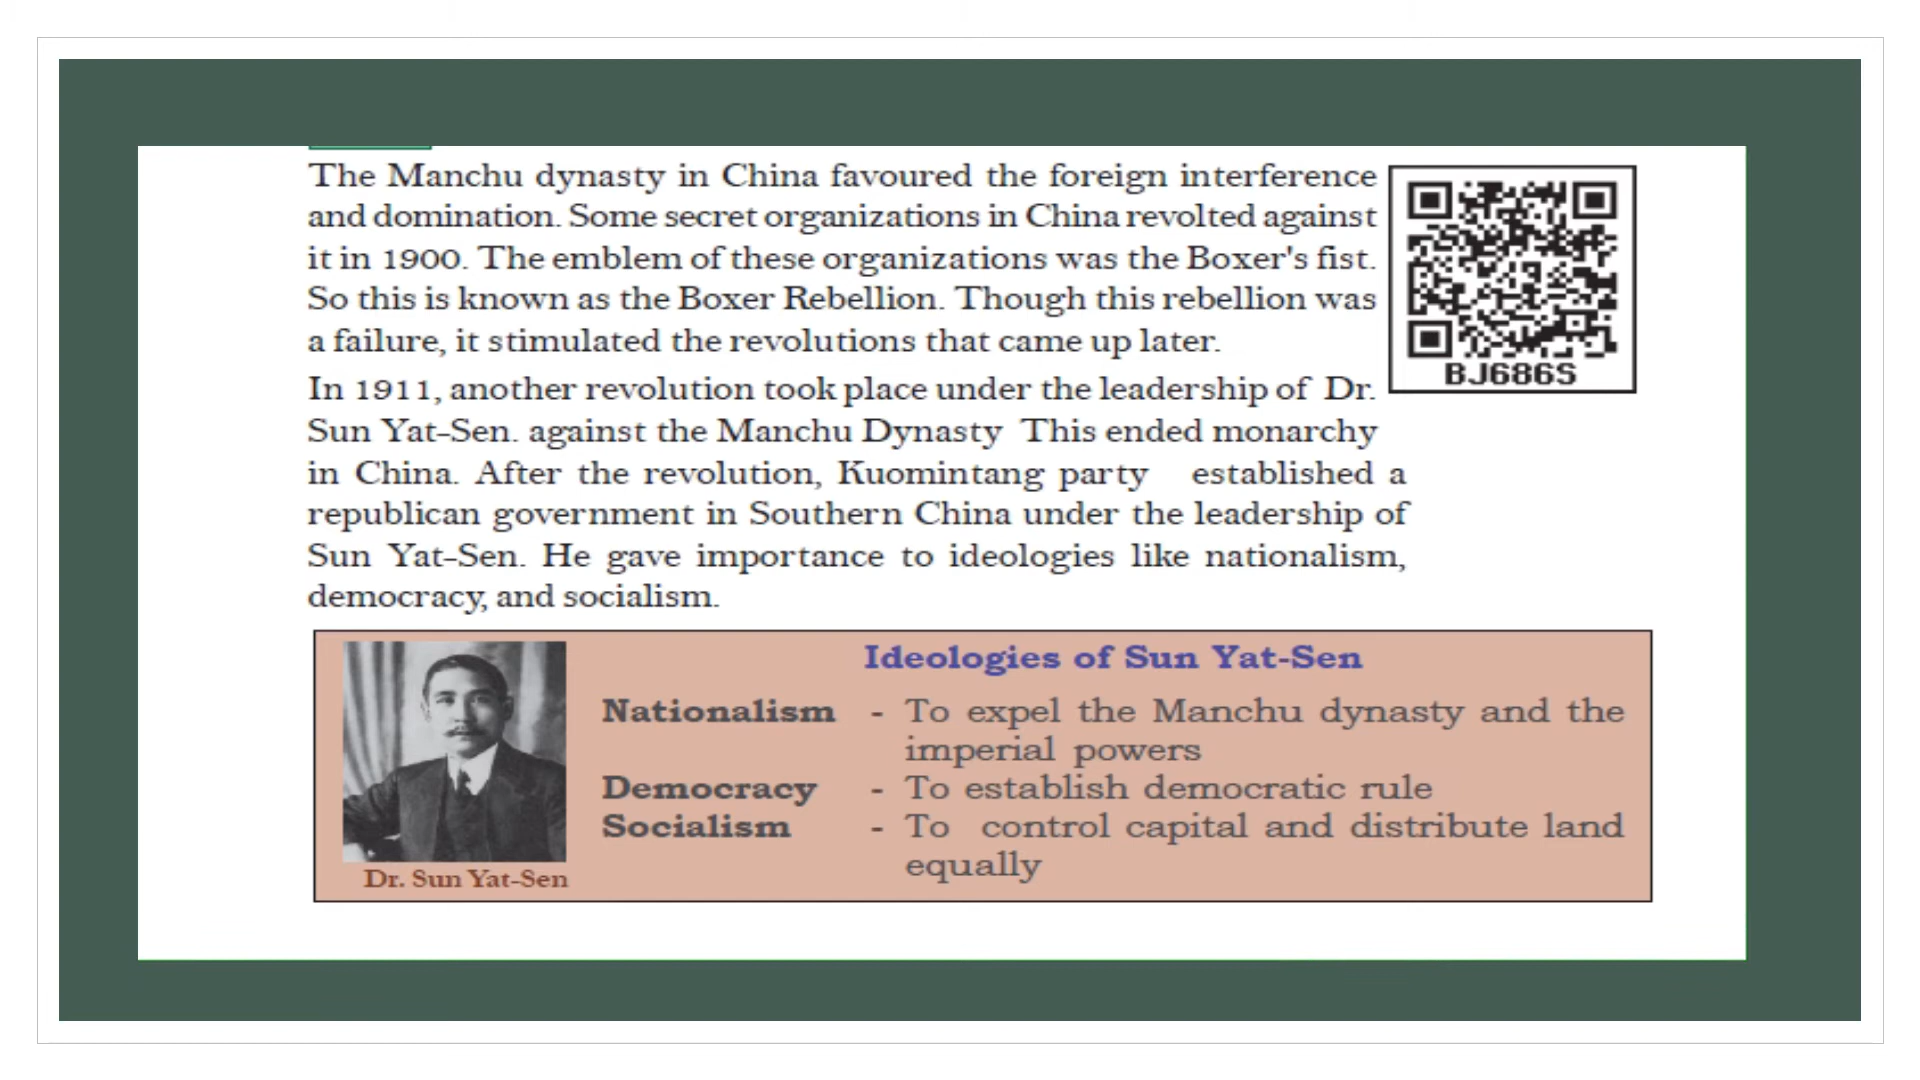 The Manchu dynasty in China favoured the foreign interference
and domination. Some secret organizations in China revolted against
it in 1900. The emblem of these organizations was the Boxer's fist.
So this is known as the Boxer Rebellion. Though this rebellion was
a failure, it stimulated the revolutions that came up later.
BJ686S
In 1911, another revolution took place under the leadership of Dr.
Sun Yat-Sen. against the Manchu Dynasty This ended monarchy
in China. After the revolution, Kuomintang party established a
republican government in Southern China under the leadership of
Sun Yat-Sen. He gave importance to ideologies like nationalism,
democracy, and socialism.
Ideologies of Sun Yat-Sen
Nationalism - To expel the Manchu dynasty and the
imperial powers
Democracy - To establish democratic rule
Socialism - To control capital and distribute land
equally
Dr. Sun Yat-Sen